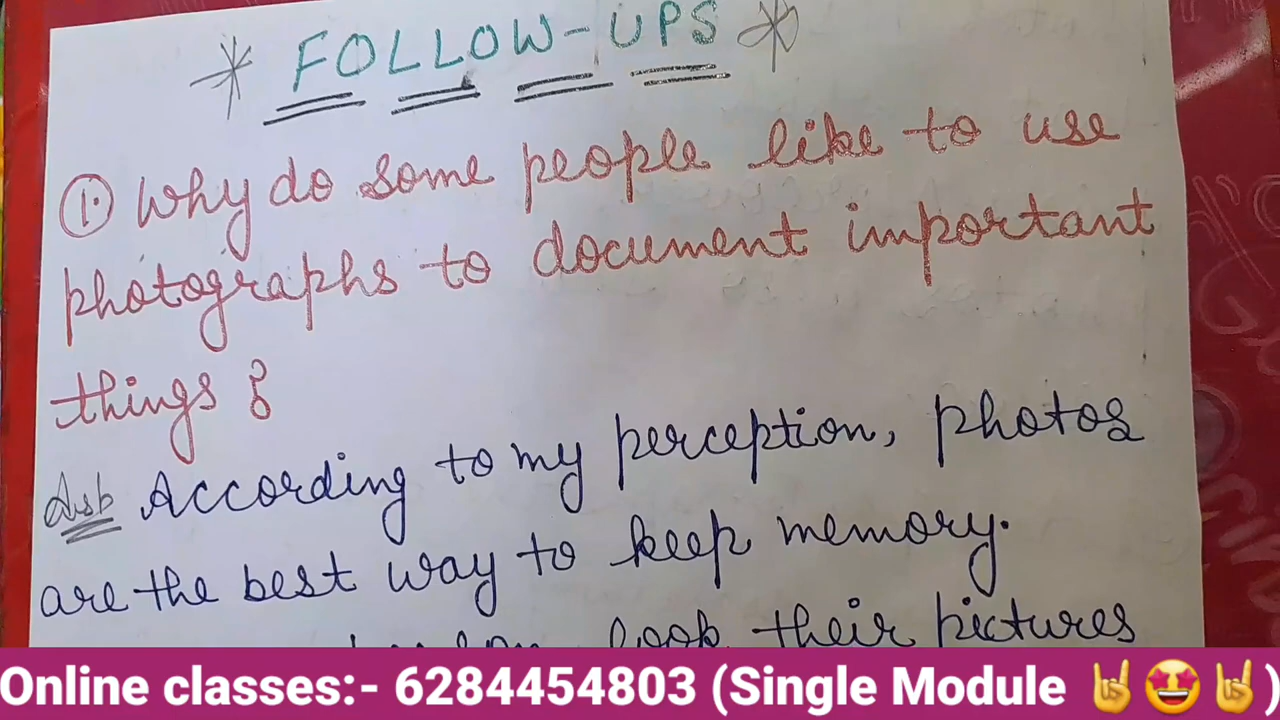 FOLLOW-UPS
1. Why do some people like to use
photographs to document important
things ?
According to my perception, photos
are the best way to keep memory.
look their pictures
Online classes:- 6284454803 (Single Module 🤘🤩🤘)